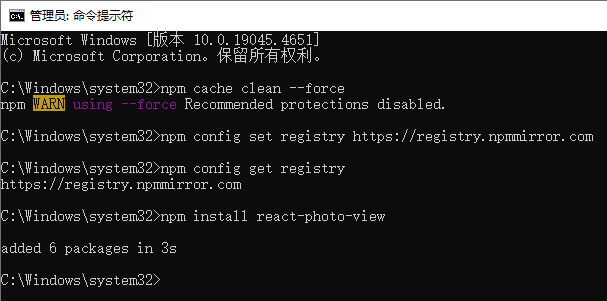 管理员: 命令提示符
Microsoft Windows [版本 10.0.19045.4651]
(c) Microsoft Corporation。保留所有权利。
C:\Windows\system32>npm cache clean --force
npm WARN using --force Recommended protections disabled.
C:\Windows\system32>npm config set registry https://registry.npmmirror.com
C:\Windows\system32>npm config get registry
https://registry.npmmirror.com
C:\Windows\system32>npm install react-photo-view
added 6 packages in 3s
C:\Windows\system32>